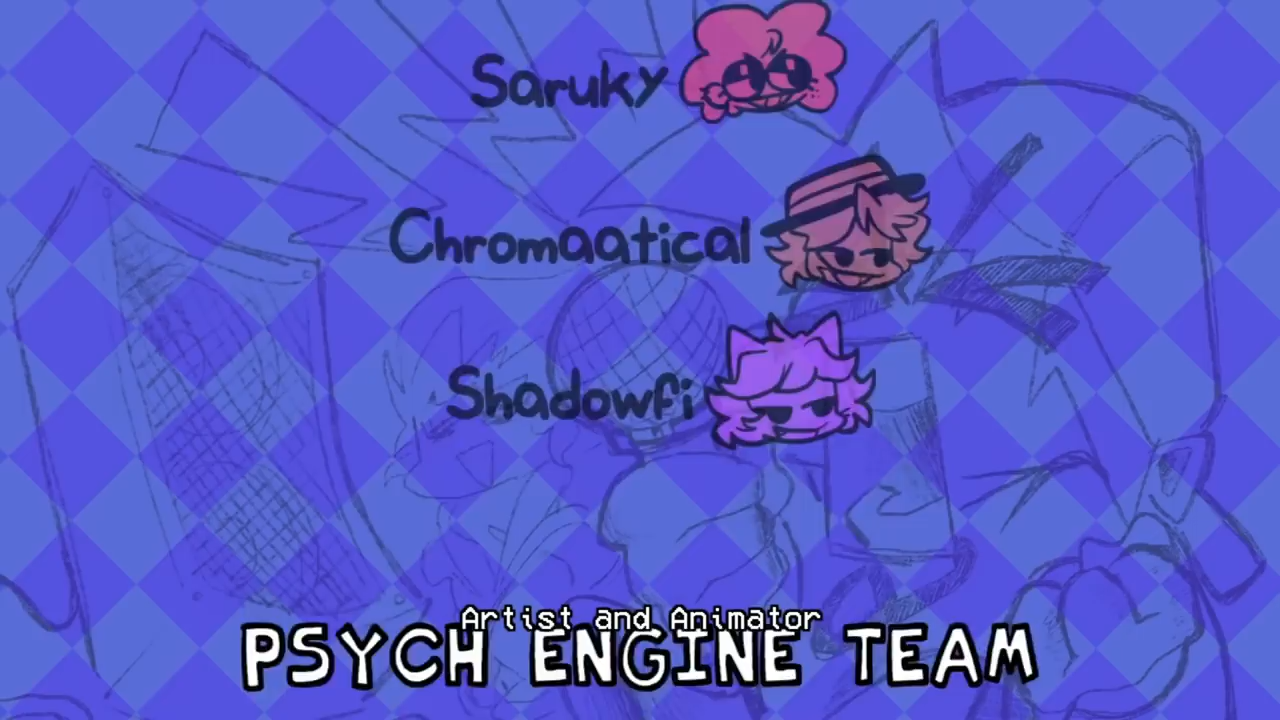 Saruky
Chromaatical
Shadowfi
Artist and Animator
PSYCH ENGINE TEAM